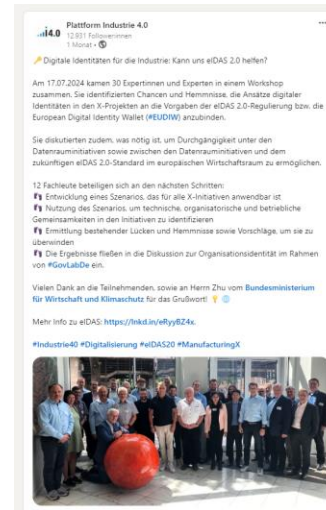 i4.0 Plattform Industrie 4.0
12.931 Follower:innen
1 Monat •
Digitale Identitäten für die Industrie: Kann uns eIDAS 2.0 helfen?
Am 17.07.2024 kamen 30 Expertinnen und Experten in einem Workshop
zusammen. Sie identifizierten Chancen und Hemmnisse, die Ansätze digitaler
Identitäten in den X-Projekten an die Vorgaben der eIDAS 2.0-Regulierung bzw. die
European Digital Identity Wallet (#EUDIW) anzubinden.
Sie diskutierten zudem, was nötig ist, um Durchgängigkeit unter den
Datenrauminitiativen sowie zwischen den Datenrauminitiativen und dem
zukünftigen eIDAS 2.0-Standard im europäischen Wirtschaftsraum zu ermöglichen.
12 Fachleute beteiligen sich an den nächsten Schritten:
Entwicklung eines Szenarios, das für alle X-Initiativen anwendbar ist
Nutzung des Szenarios, um technische, organisatorische und betriebliche
Gemeinsamkeiten in den Initiativen zu identifizieren
Ermittlung bestehender Lücken und Hemmnisse sowie Vorschläge, um sie zu
überwinden
Die Ergebnisse fließen in die Diskussion zur Organisationsidentität im Rahmen
von #GovLabDe ein.
Vielen Dank an die Teilnehmenden, sowie an Herrn Zhu vom Bundesministerium
für Wirtschaft und Klimaschutz für das Grußwort!
Mehr Info zu eIDAS: https://lnkd.in/eRyyBZ4x.
#Industrie40 #Digitalisierung #eIDAS20 #ManufacturingX